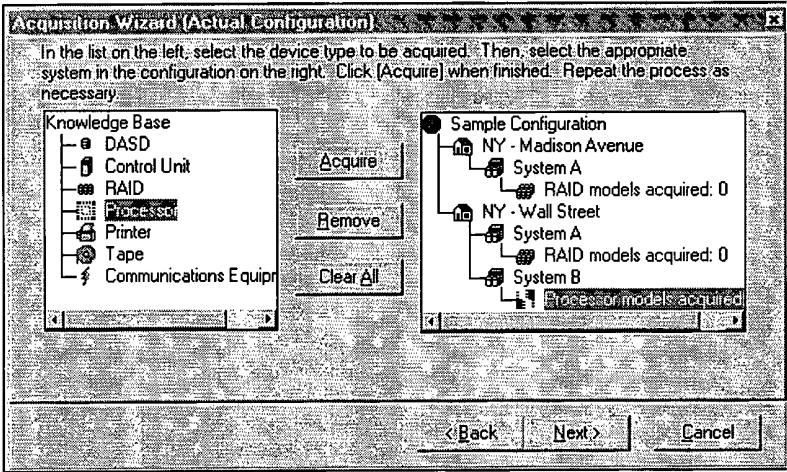 Acquisition Wizard (Actual Configuration)
In the list on the left, select the device type to be acquired. Then, select the appropriate
system in the configuration on the right. Click [Acquire] when finished. Repeat the process as
necessary
Knowledge Base
DASD
Control Unit
RAID
Processor
Printer
Tape
Communications Equipr
Acquire
Remove
Clear All
Sample Configuration
NY - Madison Avenue
System A
RAID models acquired: 0
NY - Wall Street
System A
RAID models acquired: 0
System B
Processor models acquired
< Back
Next >
Cancel